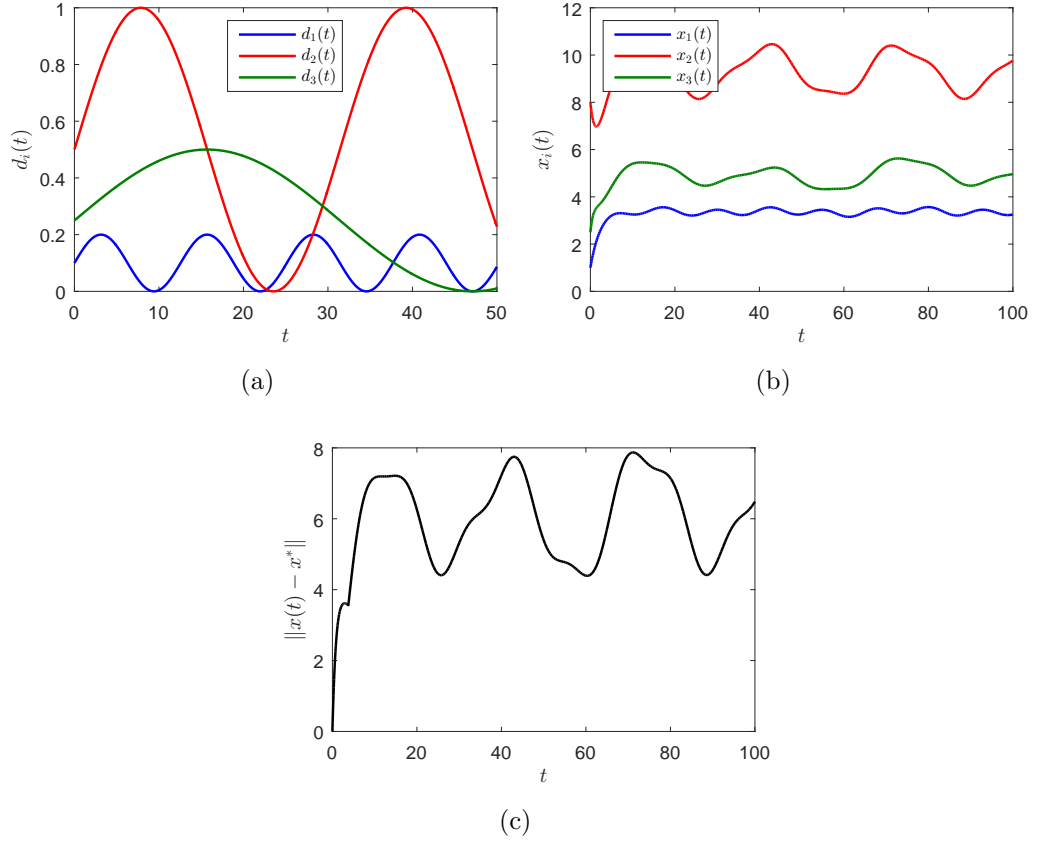 1
0.8
0.6
0.4
0.2
0
0 10 20 30 40 50
d_i(t)
t
d_1(t)
d_2(t)
d_3(t)
(a)
12
10
8
6
4
2
0
0 20 40 60 80 100
x_i(t)
t
x_1(t)
x_2(t)
x_3(t)
(b)
8
6
4
2
0
0 20 40 60 80 100
||x(t) − x*||
t
(c)